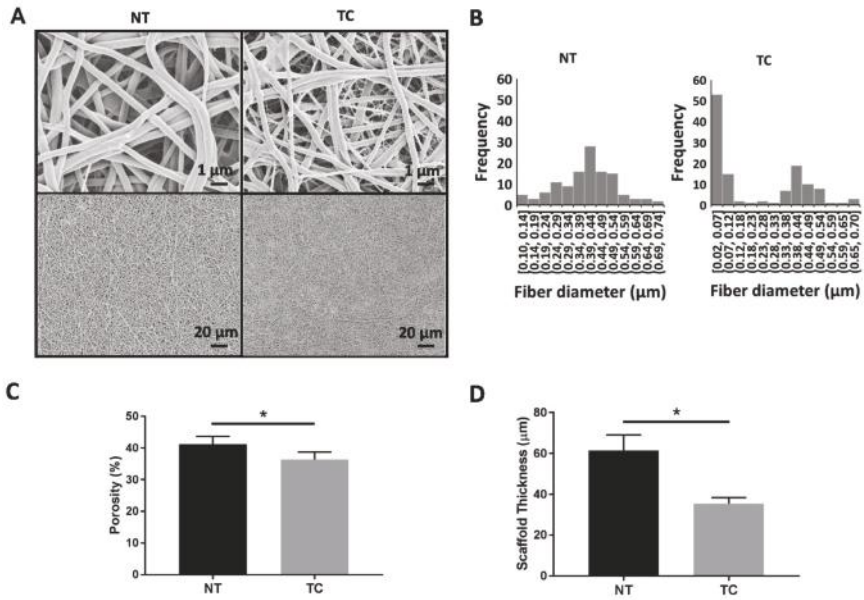 A
NT
TC
1 μm
1 μm
20 μm
20 μm
B
NT
TC
Frequency
60
50
40
30
20
10
0
[0.10, 0.14]
(0.14, 0.19]
(0.19, 0.24]
(0.24, 0.29]
(0.29, 0.34]
(0.34, 0.39]
(0.39, 0.44]
(0.44, 0.49]
(0.49, 0.54]
(0.54, 0.59]
(0.59, 0.64]
(0.64, 0.69]
(0.69, 0.74]
Fiber diameter (μm)
Frequency
60
50
40
30
20
10
0
[0.02, 0.07]
(0.07, 0.12]
(0.12, 0.18]
(0.18, 0.23]
(0.23, 0.28]
(0.28, 0.33]
(0.33, 0.38]
(0.38, 0.44]
(0.44, 0.49]
(0.49, 0.54]
(0.54, 0.59]
(0.59, 0.65]
(0.65, 0.70]
Fiber diameter (μm)
C
Porosity (%)
50
40
30
20
10
0
*
NT
TC
D
Scaffold Thickness (μm)
80
60
40
20
0
*
NT
TC